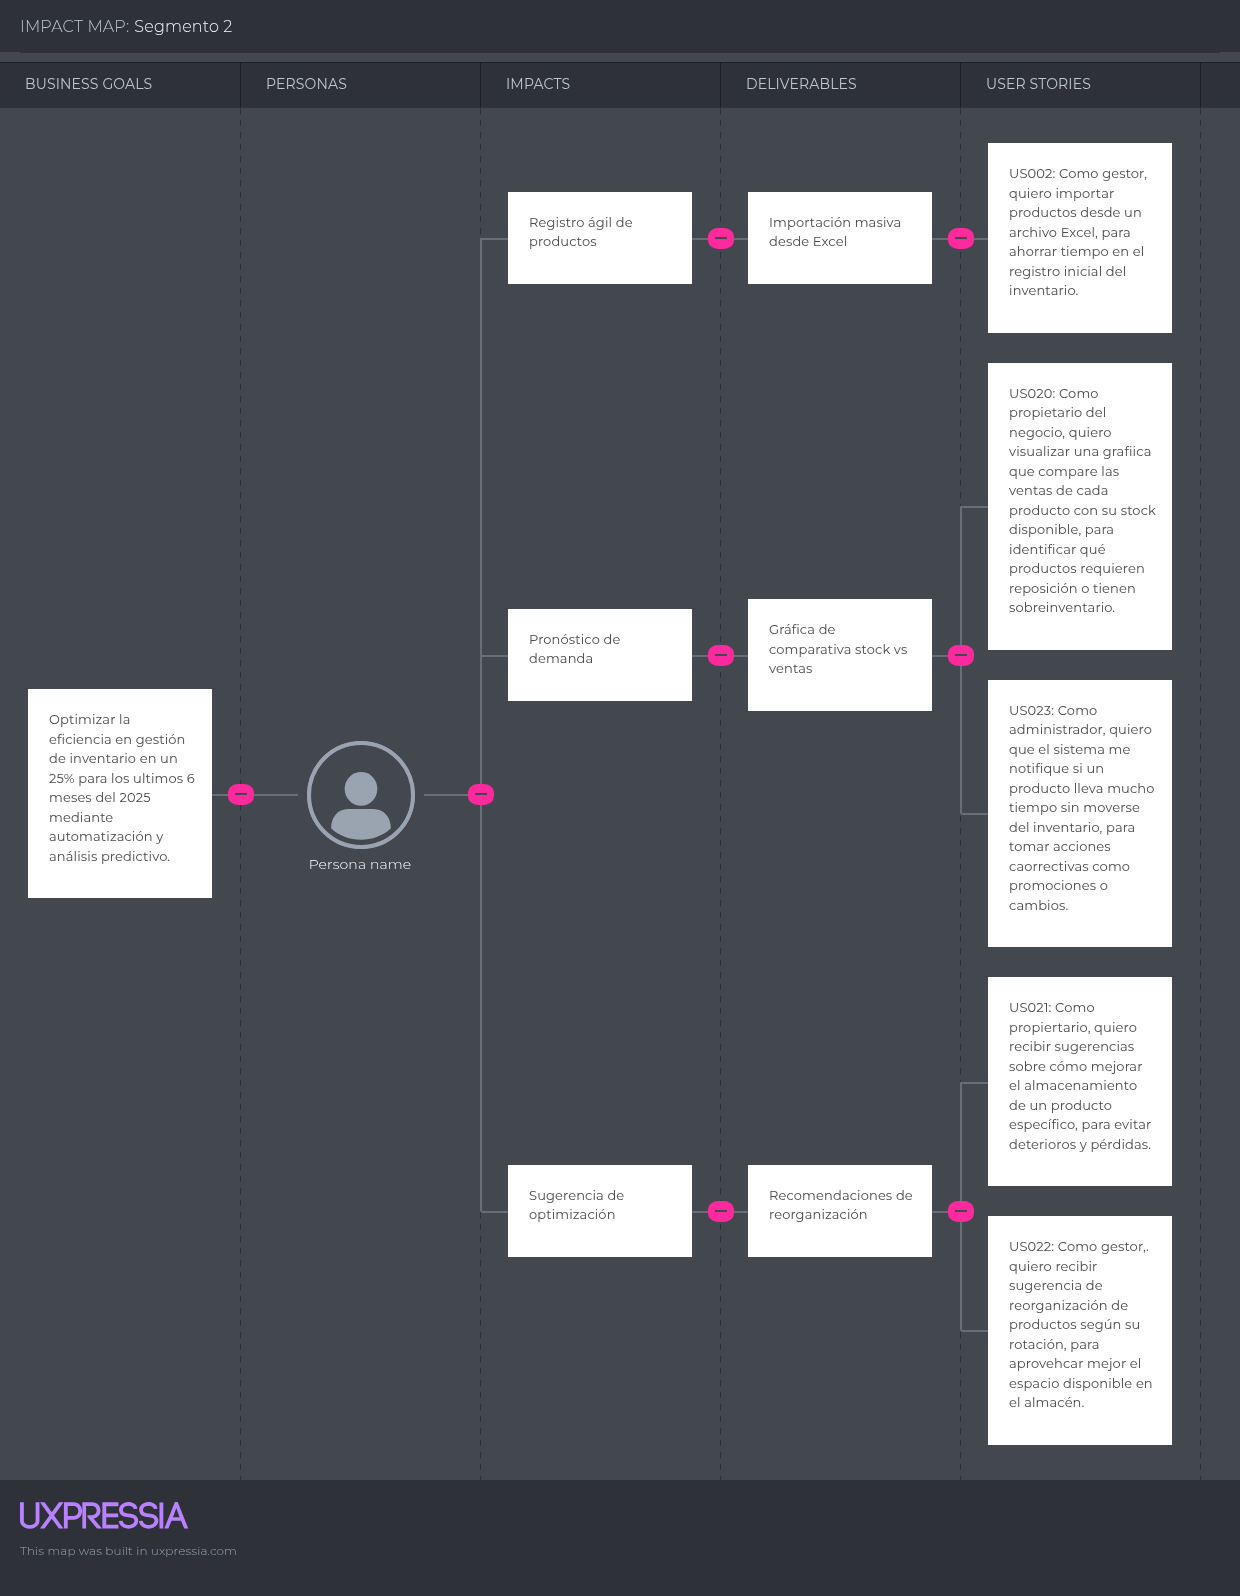 IMPACT MAP: Segmento 2
BUSINESS GOALS
PERSONAS
IMPACTS
DELIVERABLES
USER STORIES
Optimizar la
eficiencia en gestión
de inventario en un
25% para los ultimos 6
meses del 2025
mediante
automatización y
análisis predictivo.
Persona name
Registro ágil de
productos
Importación masiva
desde Excel
US002: Como gestor,
quiero importar
productos desde un
archivo Excel, para
ahorrar tiempo en el
registro inicial del
inventario.
Pronóstico de
demanda
Gráfica de
comparativa stock vs
ventas
US020: Como
propietario del
negocio, quiero
visualizar una grafiica
que compare las
ventas de cada
producto con su stock
disponible, para
identificar qué
productos requieren
reposición o tienen
sobreinventario.
US023: Como
administrador, quiero
que el sistema me
notifique si un
producto lleva mucho
tiempo sin moverse
del inventario, para
tomar acciones
caorrectivas como
promociones o
cambios.
Sugerencia de
optimización
Recomendaciones de
reorganización
US021: Como
propiertario, quiero
recibir sugerencias
sobre cómo mejorar
el almacenamiento
de un producto
específico, para evitar
deterioros y pérdidas.
US022: Como gestor,.
quiero recibir
sugerencia de
reorganización de
productos según su
rotación, para
aprovehcar mejor el
espacio disponible en
el almacén.
UXPRESSIA
This map was built in uxpressia.com